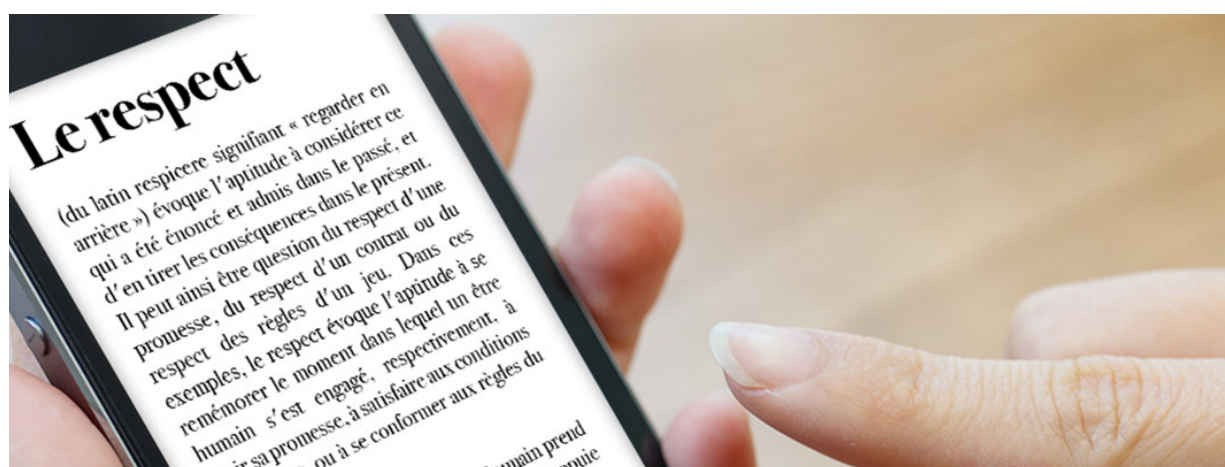 Le respect
(du latin respicere signifiant « regarder en
arrière ») évoque l'aptitude à considérer ce
qui a été énoncé et admis dans le passé, et
d'en tirer les conséquences dans le présent.
Il peut ainsi être question du respect d'une
promesse, du respect d'un contrat ou du
respect des règles d'un jeu. Dans ces
exemples, le respect évoque l'aptitude à se
remémorer le moment dans lequel un être
humain s'est engagé, respectivement, à
sa promesse, à satisfaire aux conditions
ou à se conformer aux règles du
prend